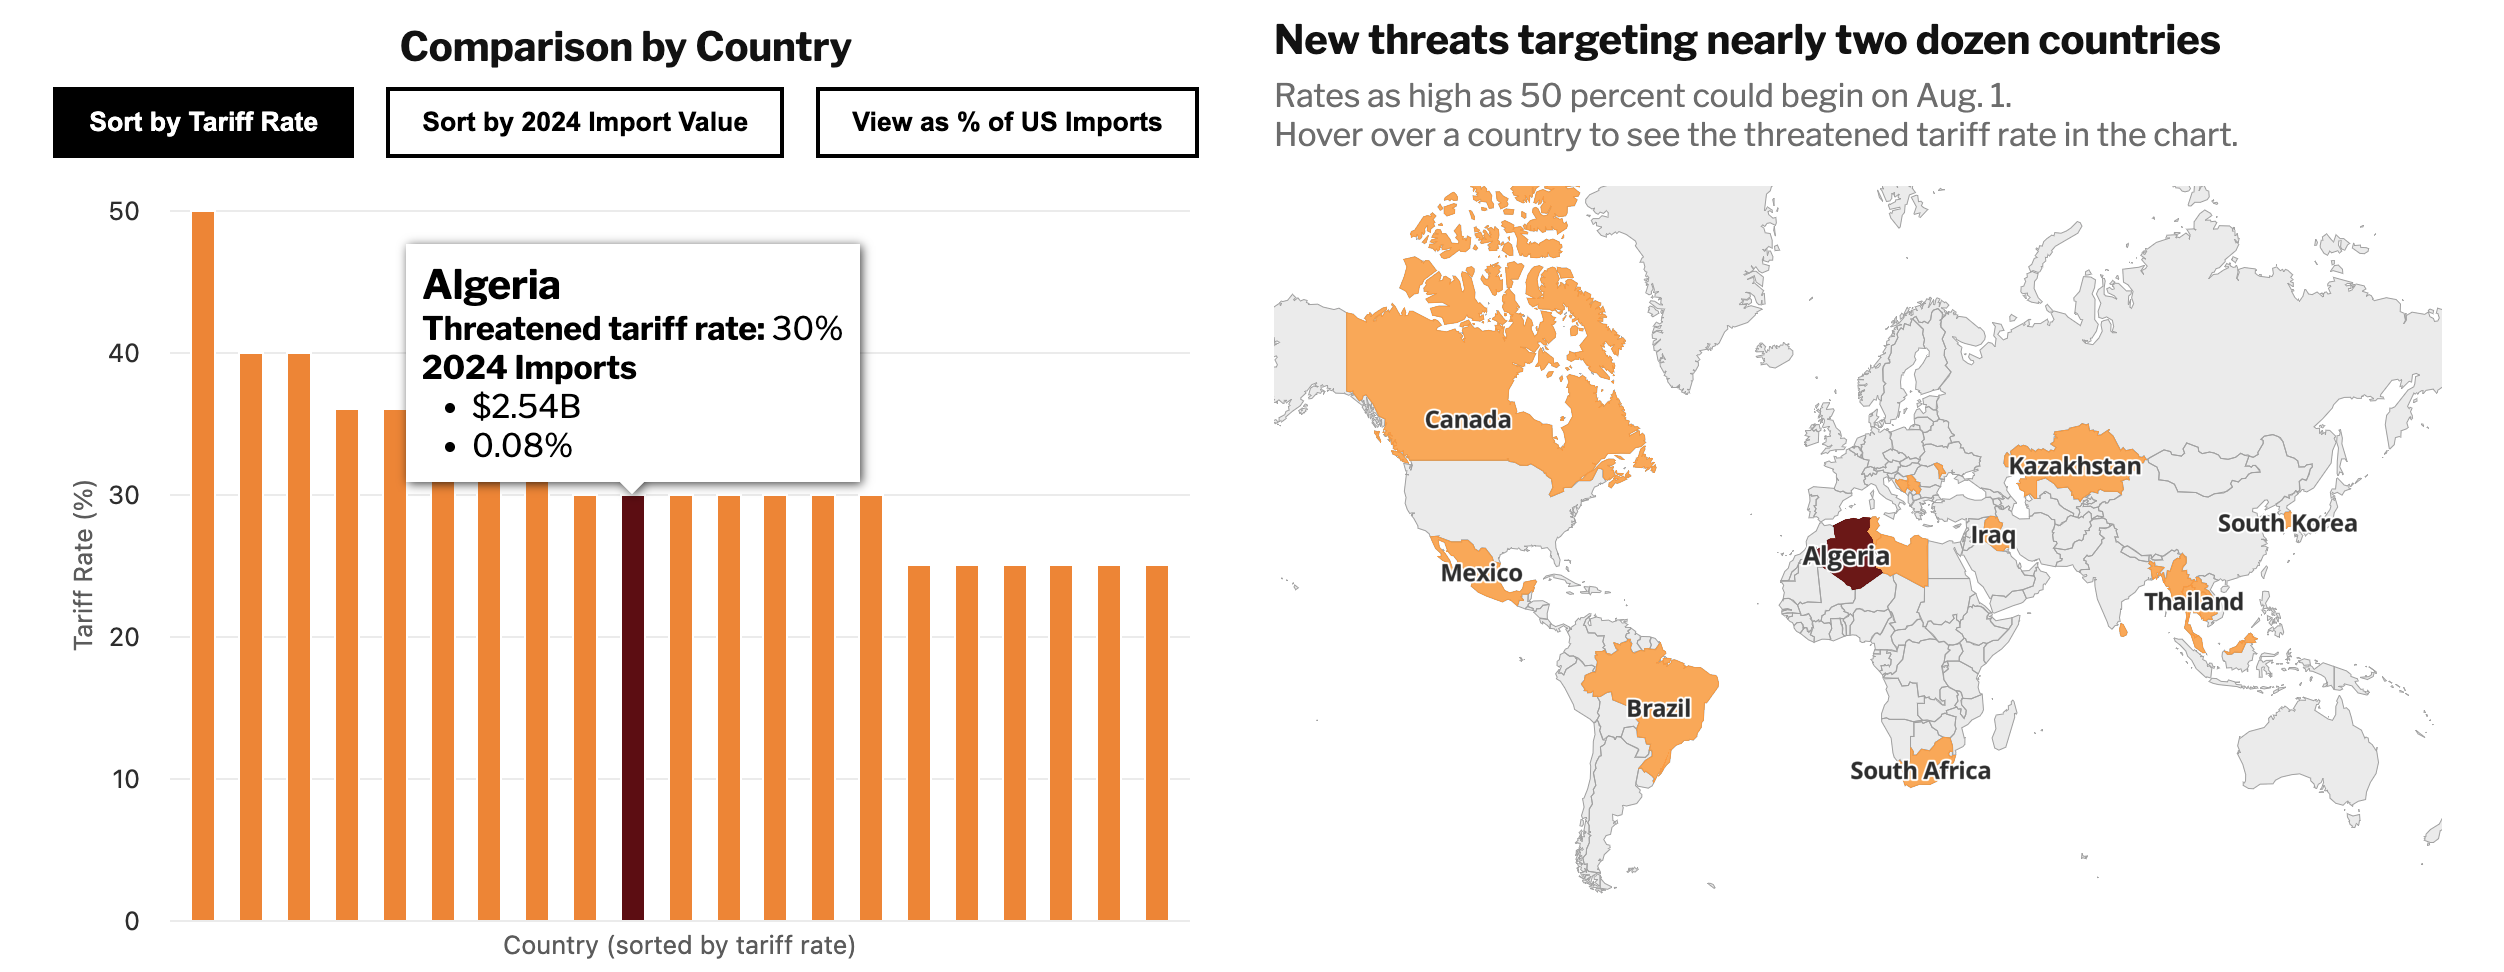 Comparison by Country
Sort by Tariff Rate
Sort by 2024 Import Value
View as % of US Imports
50
40
30
20
10
0
Tariff Rate (%)
Algeria
Threatened tariff rate: 30%
2024 Imports
• $2.54B
• 0.08%
Country (sorted by tariff rate)
New threats targeting nearly two dozen countries
Rates as high as 50 percent could begin on Aug. 1.
Hover over a country to see the threatened tariff rate in the chart.
Canada
Kazakhstan
South Korea
Iraq
Algeria
Mexico
Thailand
Brazil
South Africa